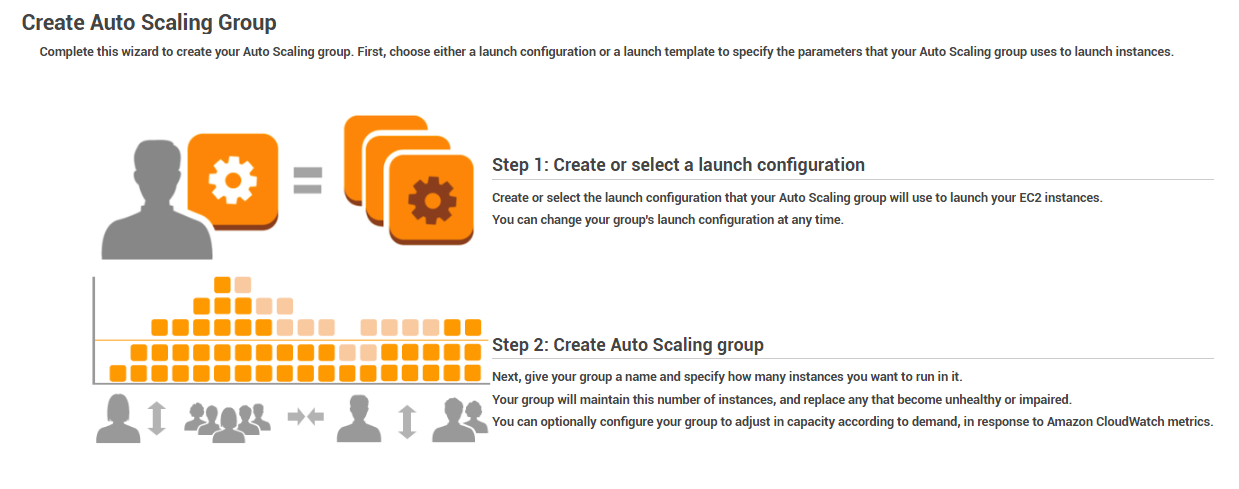 Create Auto Scaling Group
Complete this wizard to create your Auto Scaling group. First, choose either a launch configuration or a launch template to specify the parameters that your Auto Scaling group uses to launch instances.
Step 1: Create or select a launch configuration
Create or select the launch configuration that your Auto Scaling group will use to launch your EC2 instances.
You can change your group's launch configuration at any time.
Step 2: Create Auto Scaling group
Next, give your group a name and specify how many instances you want to run in it.
Your group will maintain this number of instances, and replace any that become unhealthy or impaired.
You can optionally configure your group to adjust in capacity according to demand, in response to Amazon CloudWatch metrics.